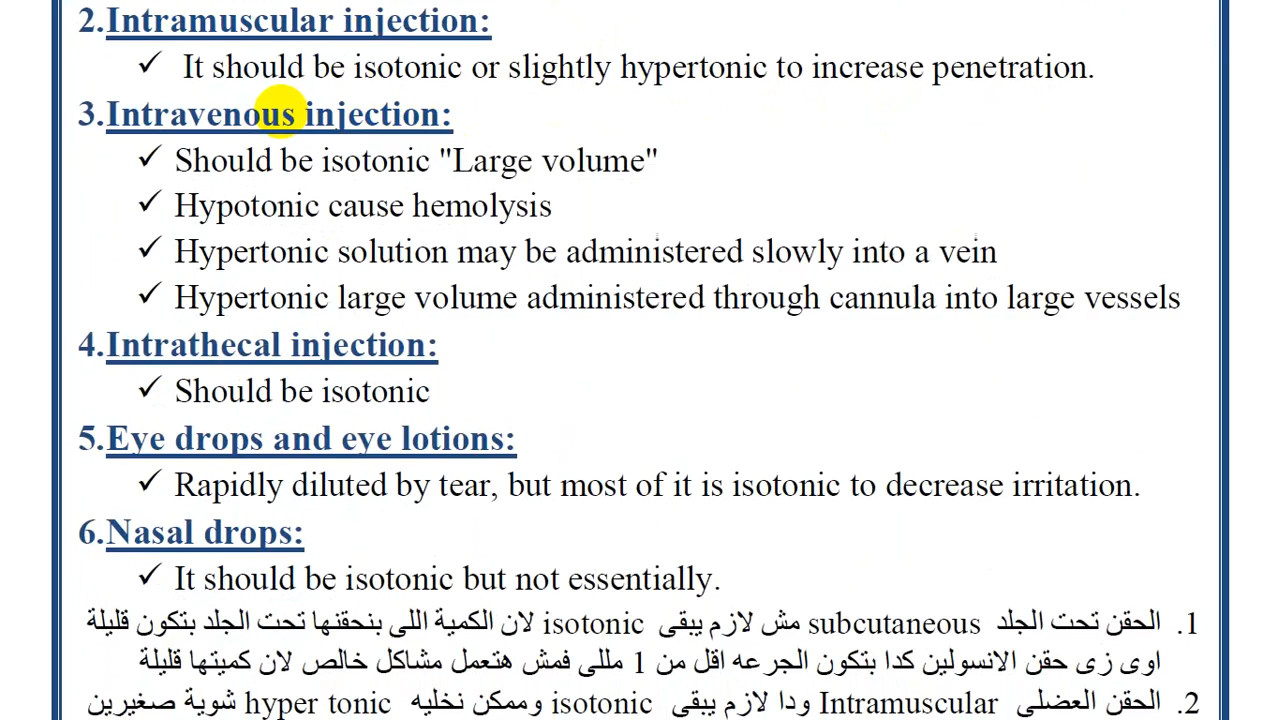 2.Intramuscular injection:
✓ It should be isotonic or slightly hypertonic to increase penetration.
3.Intravenous injection:
✓ Should be isotonic "Large volume"
✓ Hypotonic cause hemolysis
✓ Hypertonic solution may be administered slowly into a vein
✓ Hypertonic large volume administered through cannula into large vessels
4.Intrathecal injection:
✓ Should be isotonic
5.Eye drops and eye lotions:
✓ Rapidly diluted by tear, but most of it is isotonic to decrease irritation.
6.Nasal drops:
✓ It should be isotonic but not essentially.
1. الحقن تحت الجلد subcutaneous مش لازم يبقى isotonic لان الكمية اللى بنحقنها تحت الجلد بتكون قليلة
اوى زى حقن الانسولين كدا بتكون الجرعه اقل من 1 مللى فمش هتعمل مشاكل خالص لان كميتها قليلة
2. الحقن العضلى Intramuscular ودا لازم يبقى isotonic وممكن نخليه hyper tonic شوية صغيرين